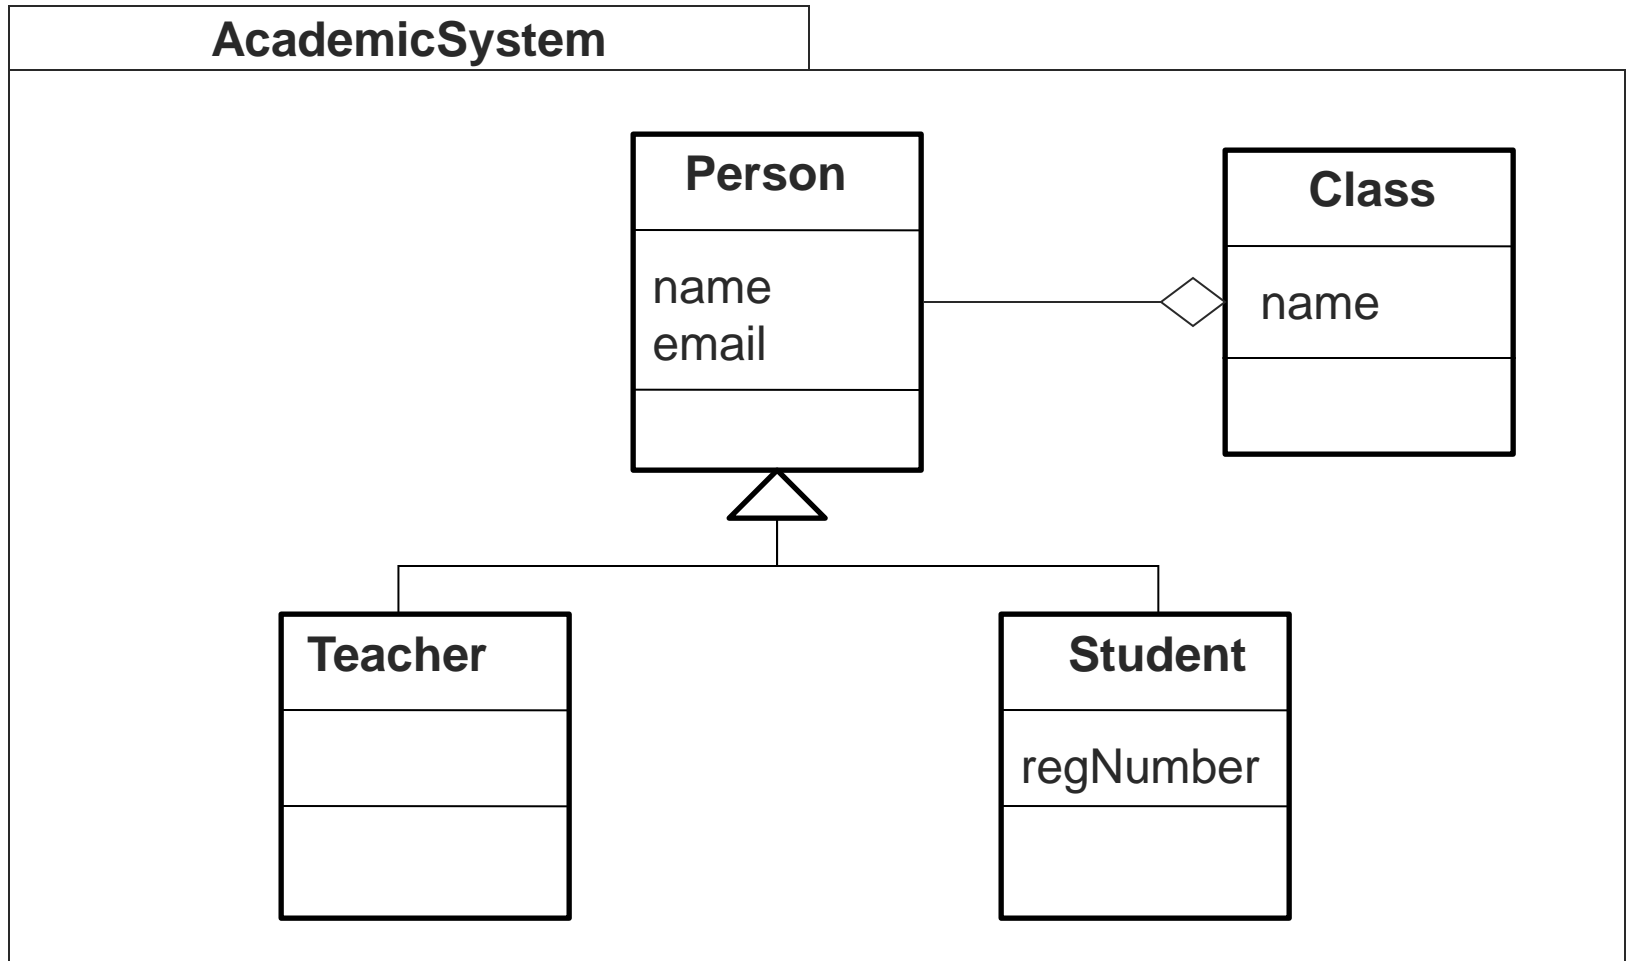 AcademicSystem
Person
name
email
Class
name
Teacher
Student
regNumber